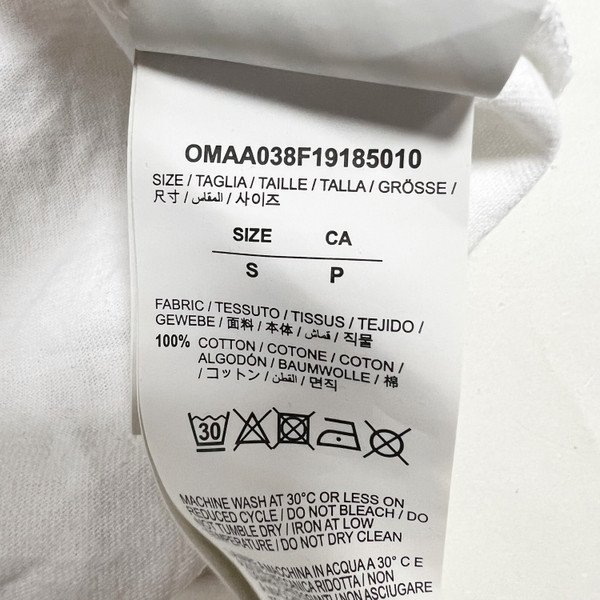 OMAA038F19185010
SIZE / TAGLIA / TAILLE / TALLA / GRÖSSE /
尺寸 / المقاس / 사이즈
SIZE CA
S P
FABRIC / TESSUTO / TISSUS / TEJIDO /
GEWEBE / 面料 / 本体 / قماش / 직물
100% COTTON / COTONE / COTON /
ALGODÓN / BAUMWOLLE / 棉
/ コットン / القطن / 면직
30
MACHINE WASH AT 30°C OR LESS ON
REDUCED CYCLE / DO NOT BLEACH / DO
NOT TUMBLE DRY / IRON AT LOW
TEMPERATURE / DO NOT DRY CLEAN
MACCHINA IN ACQUA A 30° C E
RIDOTTA / NON
NON ASCIUGARE